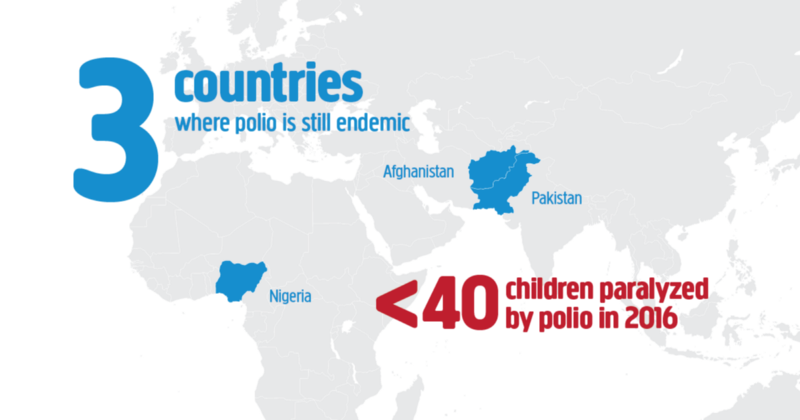 3 countries
where polio is still endemic
Afghanistan
Pakistan
Nigeria
<40 children paralyzed
by polio in 2016